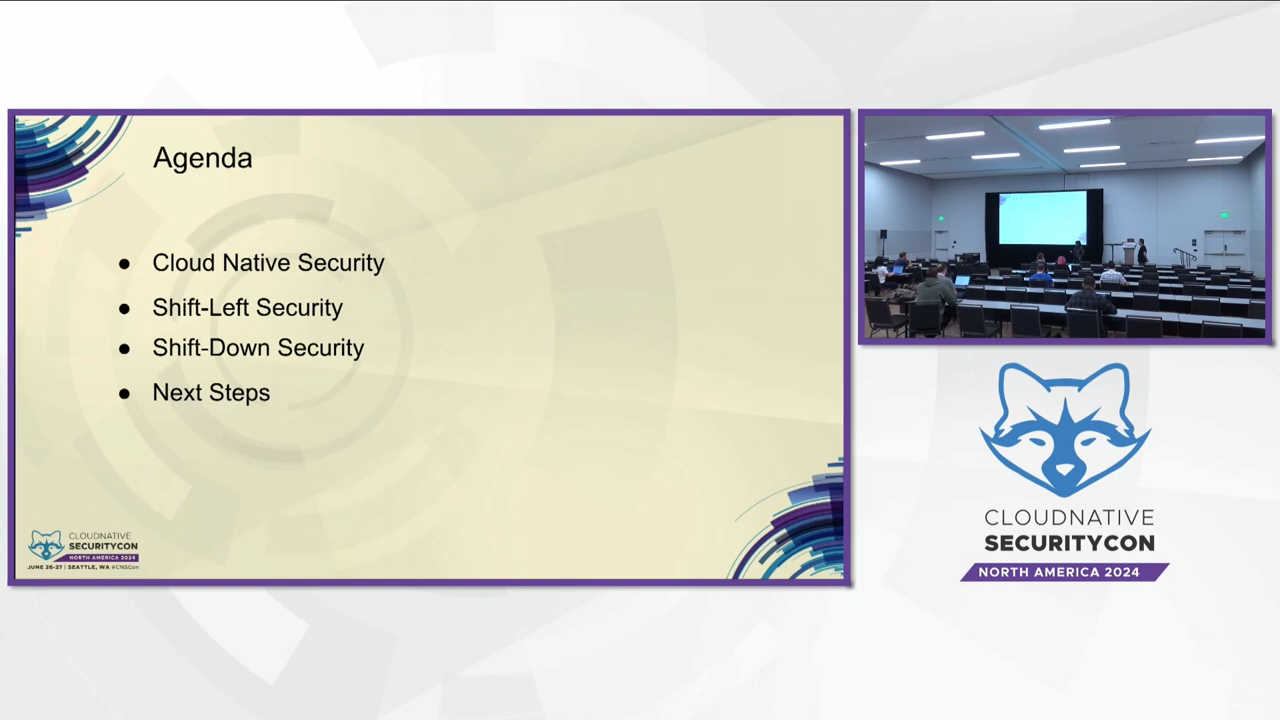 Agenda
● Cloud Native Security
● Shift-Left Security
● Shift-Down Security
● Next Steps
CLOUDNATIVE
SECURITYCON
NORTH AMERICA 2024
JUNE 26-27 | SEATTLE, WA #CNSCon
CLOUDNATIVE
SECURITYCON
NORTH AMERICA 2024